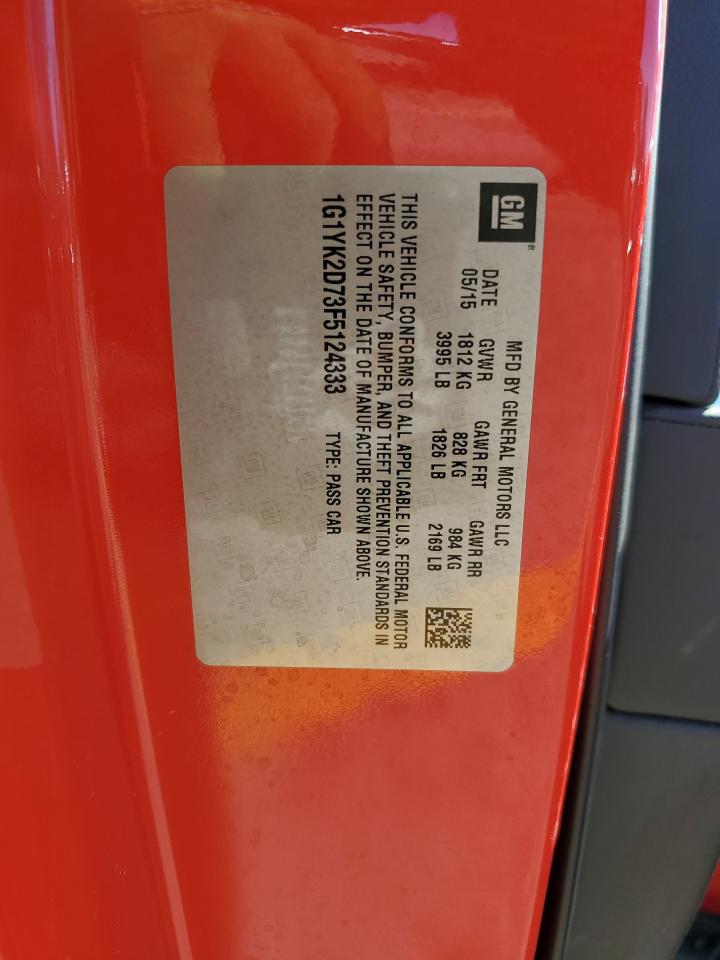 GM
MFD BY GENERAL MOTORS LLC
DATE GVWR GAWR FRT GAWR RR
05/15 1812 KG 828 KG 984 KG
3995 LB 1826 LB 2169 LB
THIS VEHICLE CONFORMS TO ALL APPLICABLE U.S. FEDERAL MOTOR
VEHICLE SAFETY, BUMPER, AND THEFT PREVENTION STANDARDS IN
EFFECT ON THE DATE OF MANUFACTURE SHOWN ABOVE.
1G1YK2D73F5124333 TYPE: PASS CAR